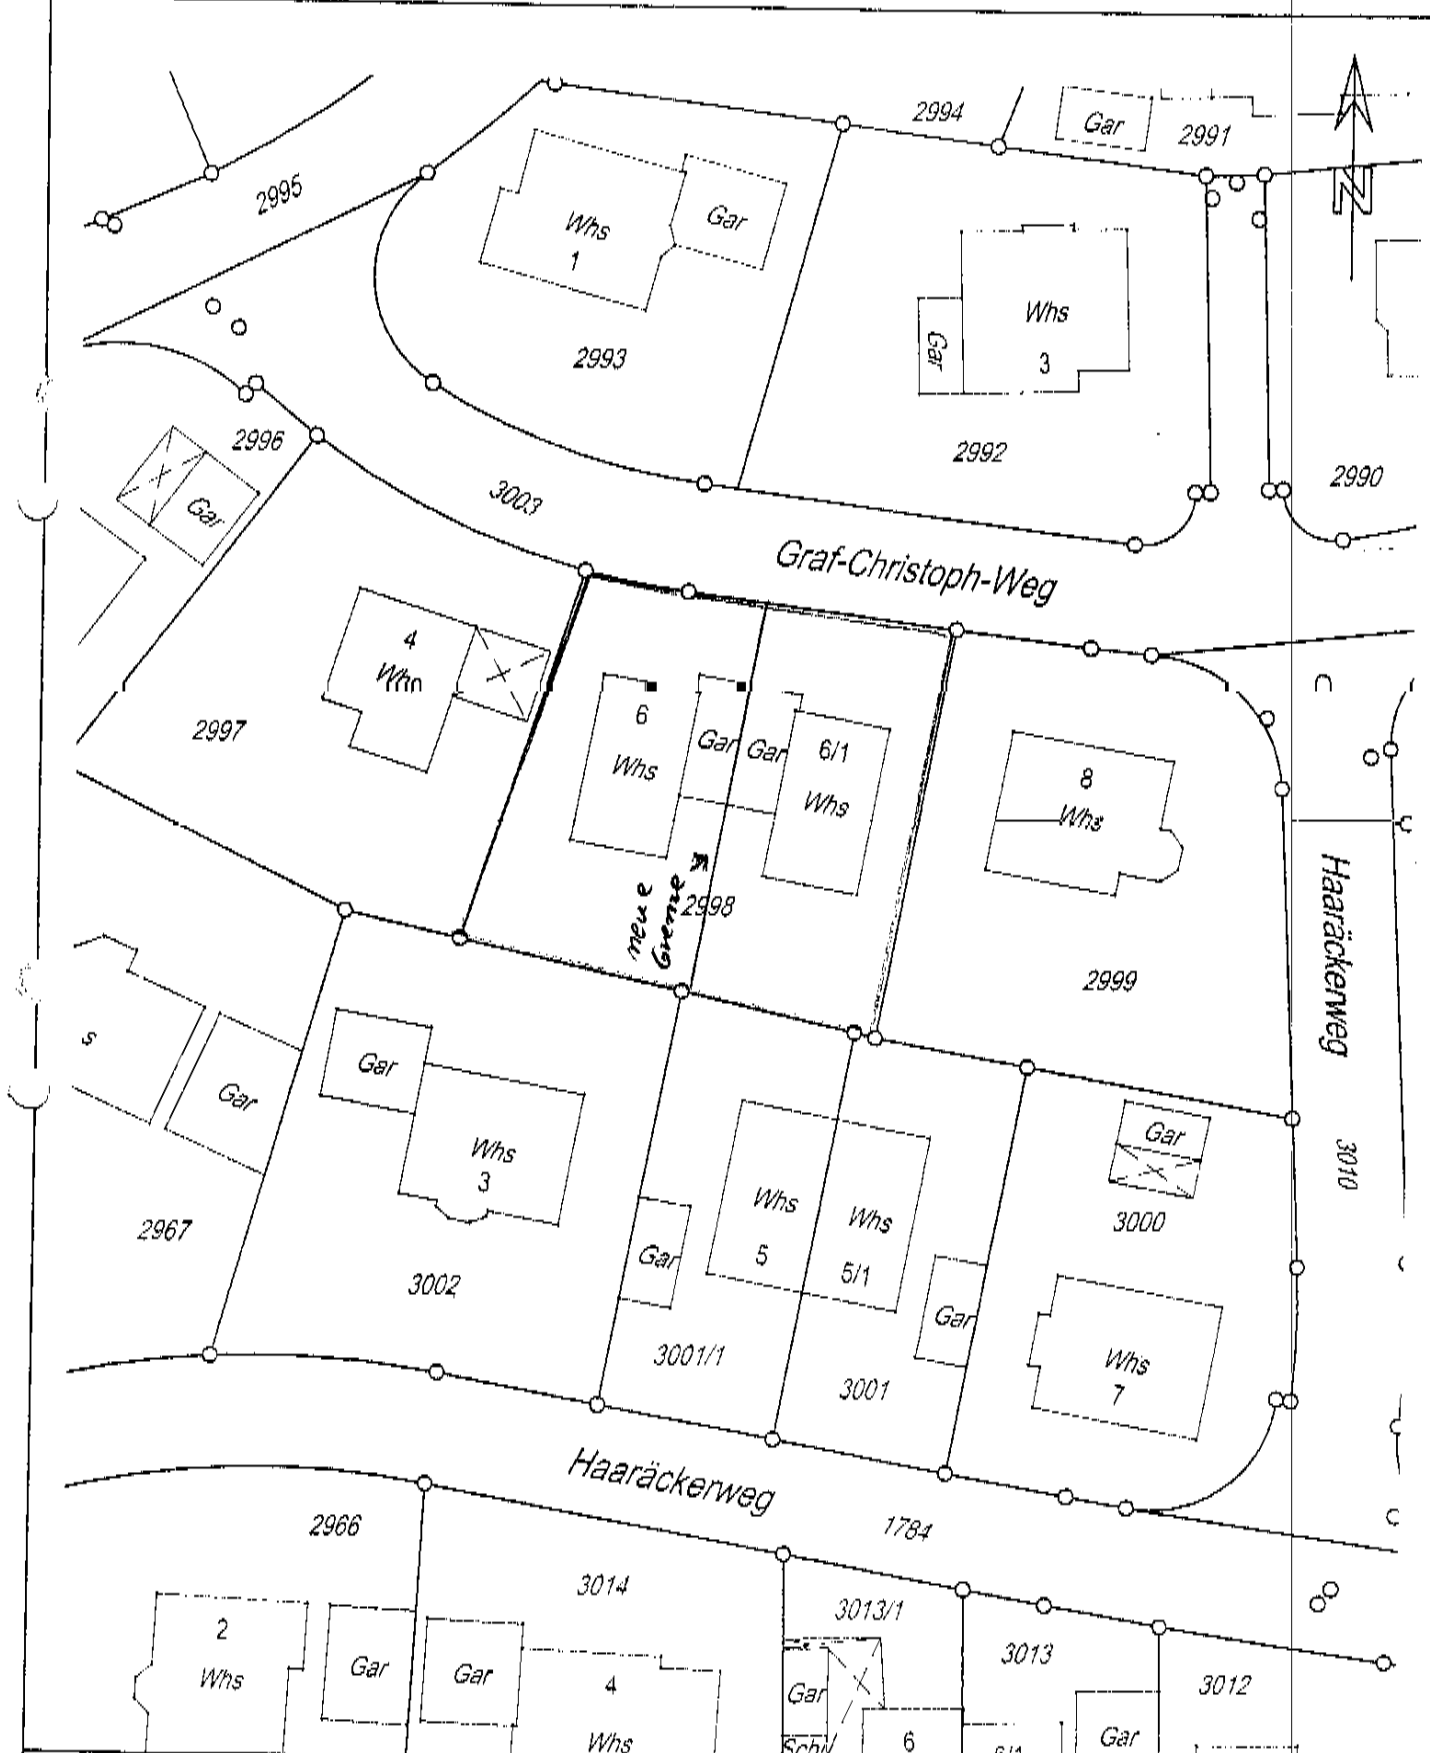 2994
Gar
2991
2995
N
Whs
1
Gar
Whs
3
Gar
2993
2996
2992
2990
Gar
3003
Graf-Christoph-Weg
4
2997
6
Whs
Gar
Gar
6/1
Whs
8
Whs
neue
Grenze
2998
2999
Haaräckerweg
s
Gar
Gar
Whs
3
Gar
3010
3000
2967
Whs
5
Whs
5/1
Gar
Gar
3002
3001/1
3001
Whs
7
Haaräckerweg
1784
2966
3014
3013/1
3013
3012
2
Whs
Gar
Gar
4
Whs
Gar
6
Gar